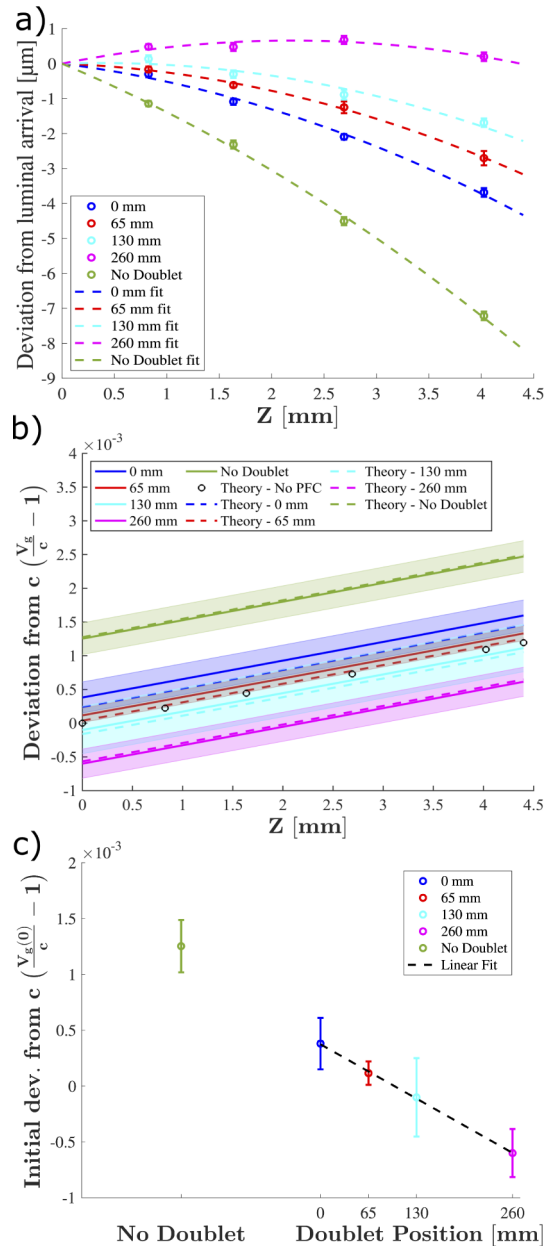 a)
Deviation from luminal arrival [μm]
1
0
-1
-2
-3
-4
-5
-6
-7
-8
-9
0 mm
65 mm
130 mm
260 mm
No Doublet
0 mm fit
65 mm fit
130 mm fit
260 mm fit
No Doublet fit
0 0.5 1 1.5 2 2.5 3 3.5 4 4.5
Z [mm]
b)
×10⁻³
Deviation from c (V_g/c − 1)
4
3.5
3
2.5
2
1.5
1
0.5
0
-0.5
-1
0 mm No Doublet Theory - 130 mm
65 mm Theory - No PFC Theory - 260 mm
130 mm Theory - 0 mm Theory - No Doublet
260 mm Theory - 65 mm
0 0.5 1 1.5 2 2.5 3 3.5 4 4.5
Z [mm]
c)
×10⁻³
Initial dev. from c (V_g(0)/c − 1)
2
1.5
1
0.5
0
-0.5
-1
0 mm
65 mm
130 mm
260 mm
No Doublet
Linear Fit
0 65 130 260
No Doublet Doublet Position [mm]